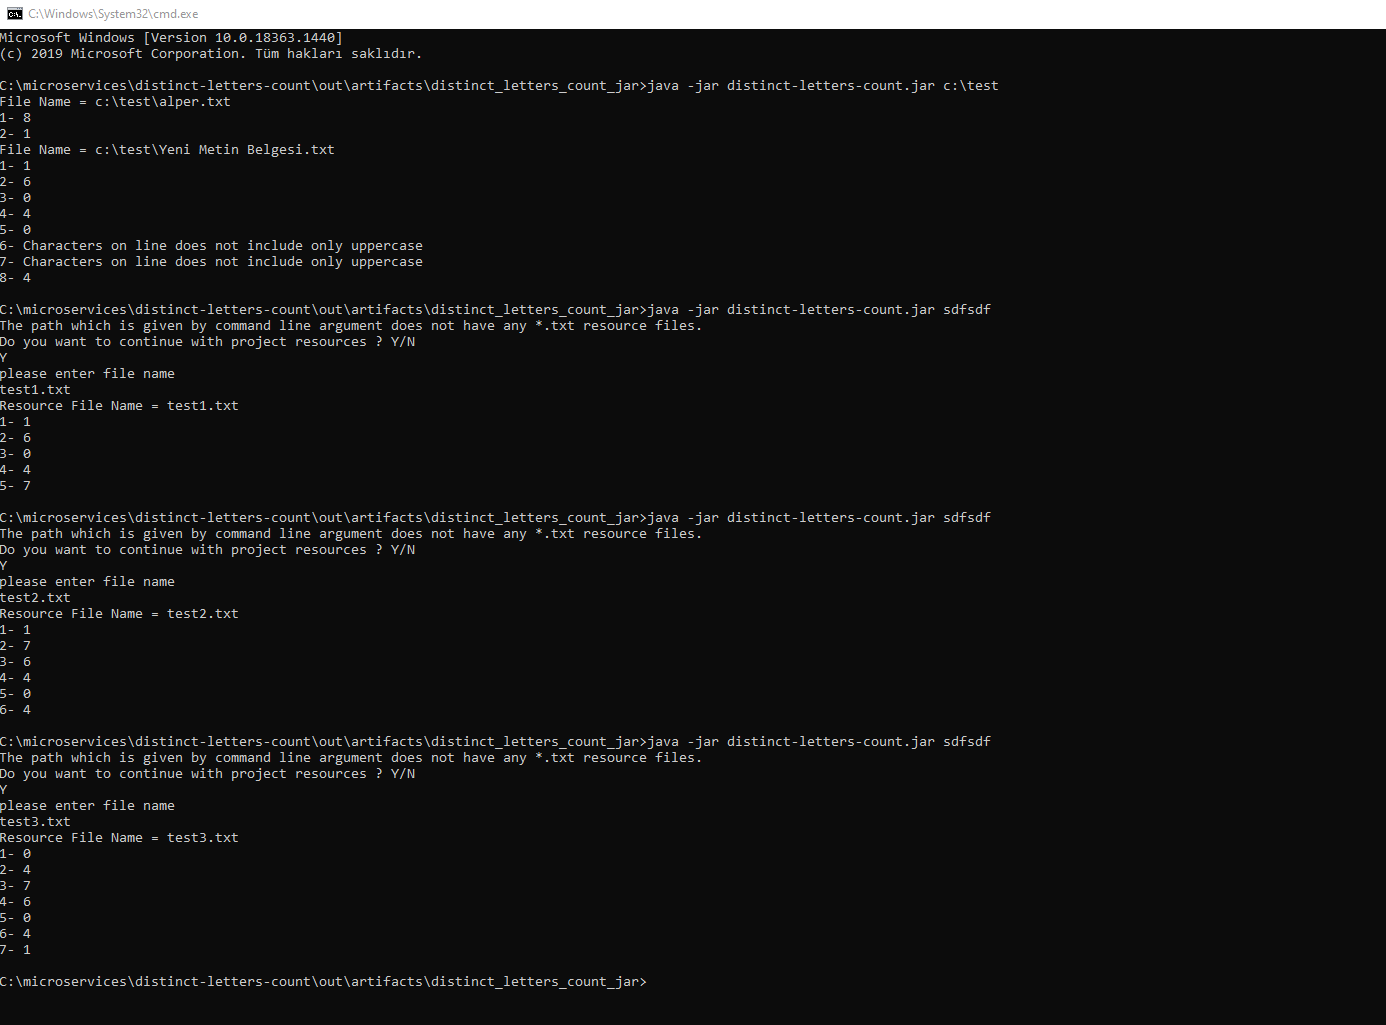 C:\Windows\System32\cmd.exe
Microsoft Windows [Version 10.0.18363.1440]
(c) 2019 Microsoft Corporation. Tüm hakları saklıdır.
C:\microservices\distinct-letters-count\out\artifacts\distinct_letters_count_jar>java -jar distinct-letters-count.jar c:\test
File Name = c:\test\alper.txt
1- 8
2- 1
File Name = c:\test\Yeni Metin Belgesi.txt
1- 1
2- 6
3- 0
4- 4
5- 0
6- Characters on line does not include only uppercase
7- Characters on line does not include only uppercase
8- 4
C:\microservices\distinct-letters-count\out\artifacts\distinct_letters_count_jar>java -jar distinct-letters-count.jar sdfsdf
The path which is given by command line argument does not have any *.txt resource files.
Do you want to continue with project resources ? Y/N
Y
please enter file name
test1.txt
Resource File Name = test1.txt
1- 1
2- 6
3- 0
4- 4
5- 7
C:\microservices\distinct-letters-count\out\artifacts\distinct_letters_count_jar>java -jar distinct-letters-count.jar sdfsdf
The path which is given by command line argument does not have any *.txt resource files.
Do you want to continue with project resources ? Y/N
Y
please enter file name
test2.txt
Resource File Name = test2.txt
1- 1
2- 7
3- 6
4- 4
5- 0
6- 4
C:\microservices\distinct-letters-count\out\artifacts\distinct_letters_count_jar>java -jar distinct-letters-count.jar sdfsdf
The path which is given by command line argument does not have any *.txt resource files.
Do you want to continue with project resources ? Y/N
Y
please enter file name
test3.txt
Resource File Name = test3.txt
1- 0
2- 4
3- 7
4- 6
5- 0
6- 4
7- 1
C:\microservices\distinct-letters-count\out\artifacts\distinct_letters_count_jar>